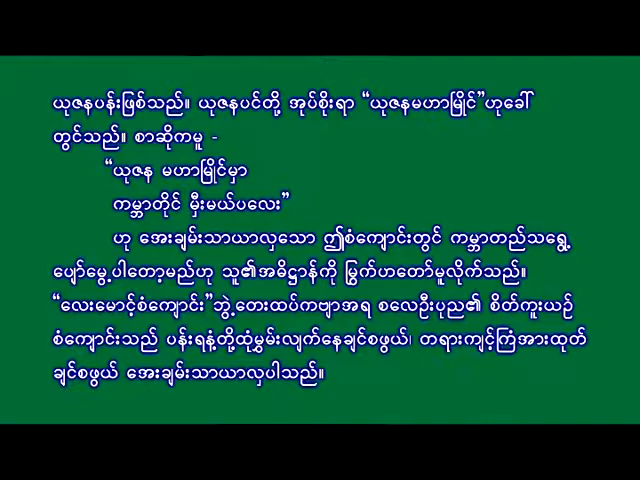 ယုဇနပန်းဖြစ်သည်။ ယုဇနပင်တို့ အုပ်စိုးရာ “ယုဇနမဟာမြိုင်”ဟုခေါ်
တွင်သည်။ စာဆိုကမူ -
“ယုဇန မဟာမြိုင်မှာ
ကမ္ဘာတိုင် မှီးမယ်ပလေး”
ဟု အေးချမ်းသာယာလှသော ဤစံကျောင်းတွင် ကမ္ဘာတည်သရွေ့
ပျော်မွေ့ပါတော့မည်ဟု သူ၏အဓိဋ္ဌာန်ကို မြွက်ဟတော်မူလိုက်သည်။
“လေးမောင့်စံကျောင်း”ဘွဲ့တေးထပ်ကဗျာအရ စလေဦးပုည၏ စိတ်ကူးယဉ်
စံကျောင်းသည် ပန်းရနံ့တို့ထုံမွှမ်းလျက်နေချင်စဖွယ်၊ တရားကျင့်ကြံအားထုတ်
ချင်စဖွယ် အေးချမ်းသာယာလှပါသည်။